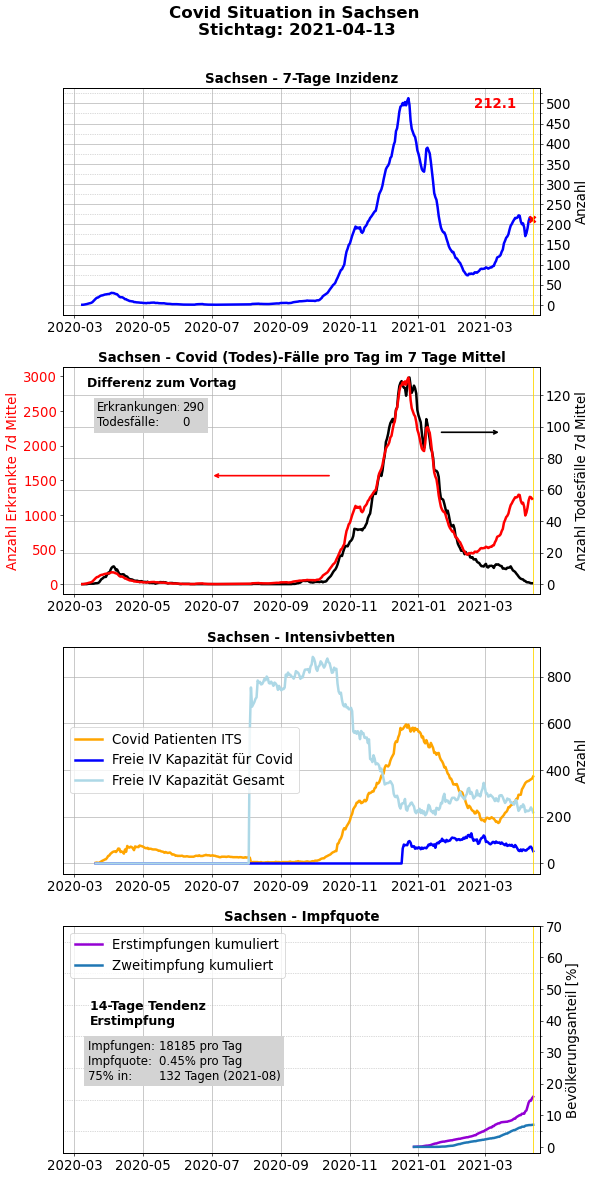 Covid Situation in Sachsen
Stichtag: 2021-04-13
Sachsen - 7-Tage Inzidenz
212.1
500
450
400
350
300
250
200
150
100
50
0
Anzahl
2020-03 2020-05 2020-07 2020-09 2020-11 2021-01 2021-03
Sachsen - Covid (Todes)-Fälle pro Tag im 7 Tage Mittel
Anzahl Erkrankte 7d Mittel
3000
2500
2000
1500
1000
500
0
Differenz zum Vortag
Erkrankungen: 290
Todesfälle: 0
120
100
80
60
40
20
0
Anzahl Todesfälle 7d Mittel
2020-03 2020-05 2020-07 2020-09 2020-11 2021-01 2021-03
Sachsen - Intensivbetten
Covid Patienten ITS
Freie IV Kapazität für Covid
Freie IV Kapazität Gesamt
800
600
400
200
0
Anzahl
2020-03 2020-05 2020-07 2020-09 2020-11 2021-01 2021-03
Sachsen - Impfquote
Erstimpfungen kumuliert
Zweitimpfung kumuliert
14-Tage Tendenz
Erstimpfung
Impfungen: 18185 pro Tag
Impfquote: 0.45% pro Tag
75% in: 132 Tagen (2021-08)
70
60
50
40
30
20
10
0
Bevölkerungsanteil [%]
2020-03 2020-05 2020-07 2020-09 2020-11 2021-01 2021-03